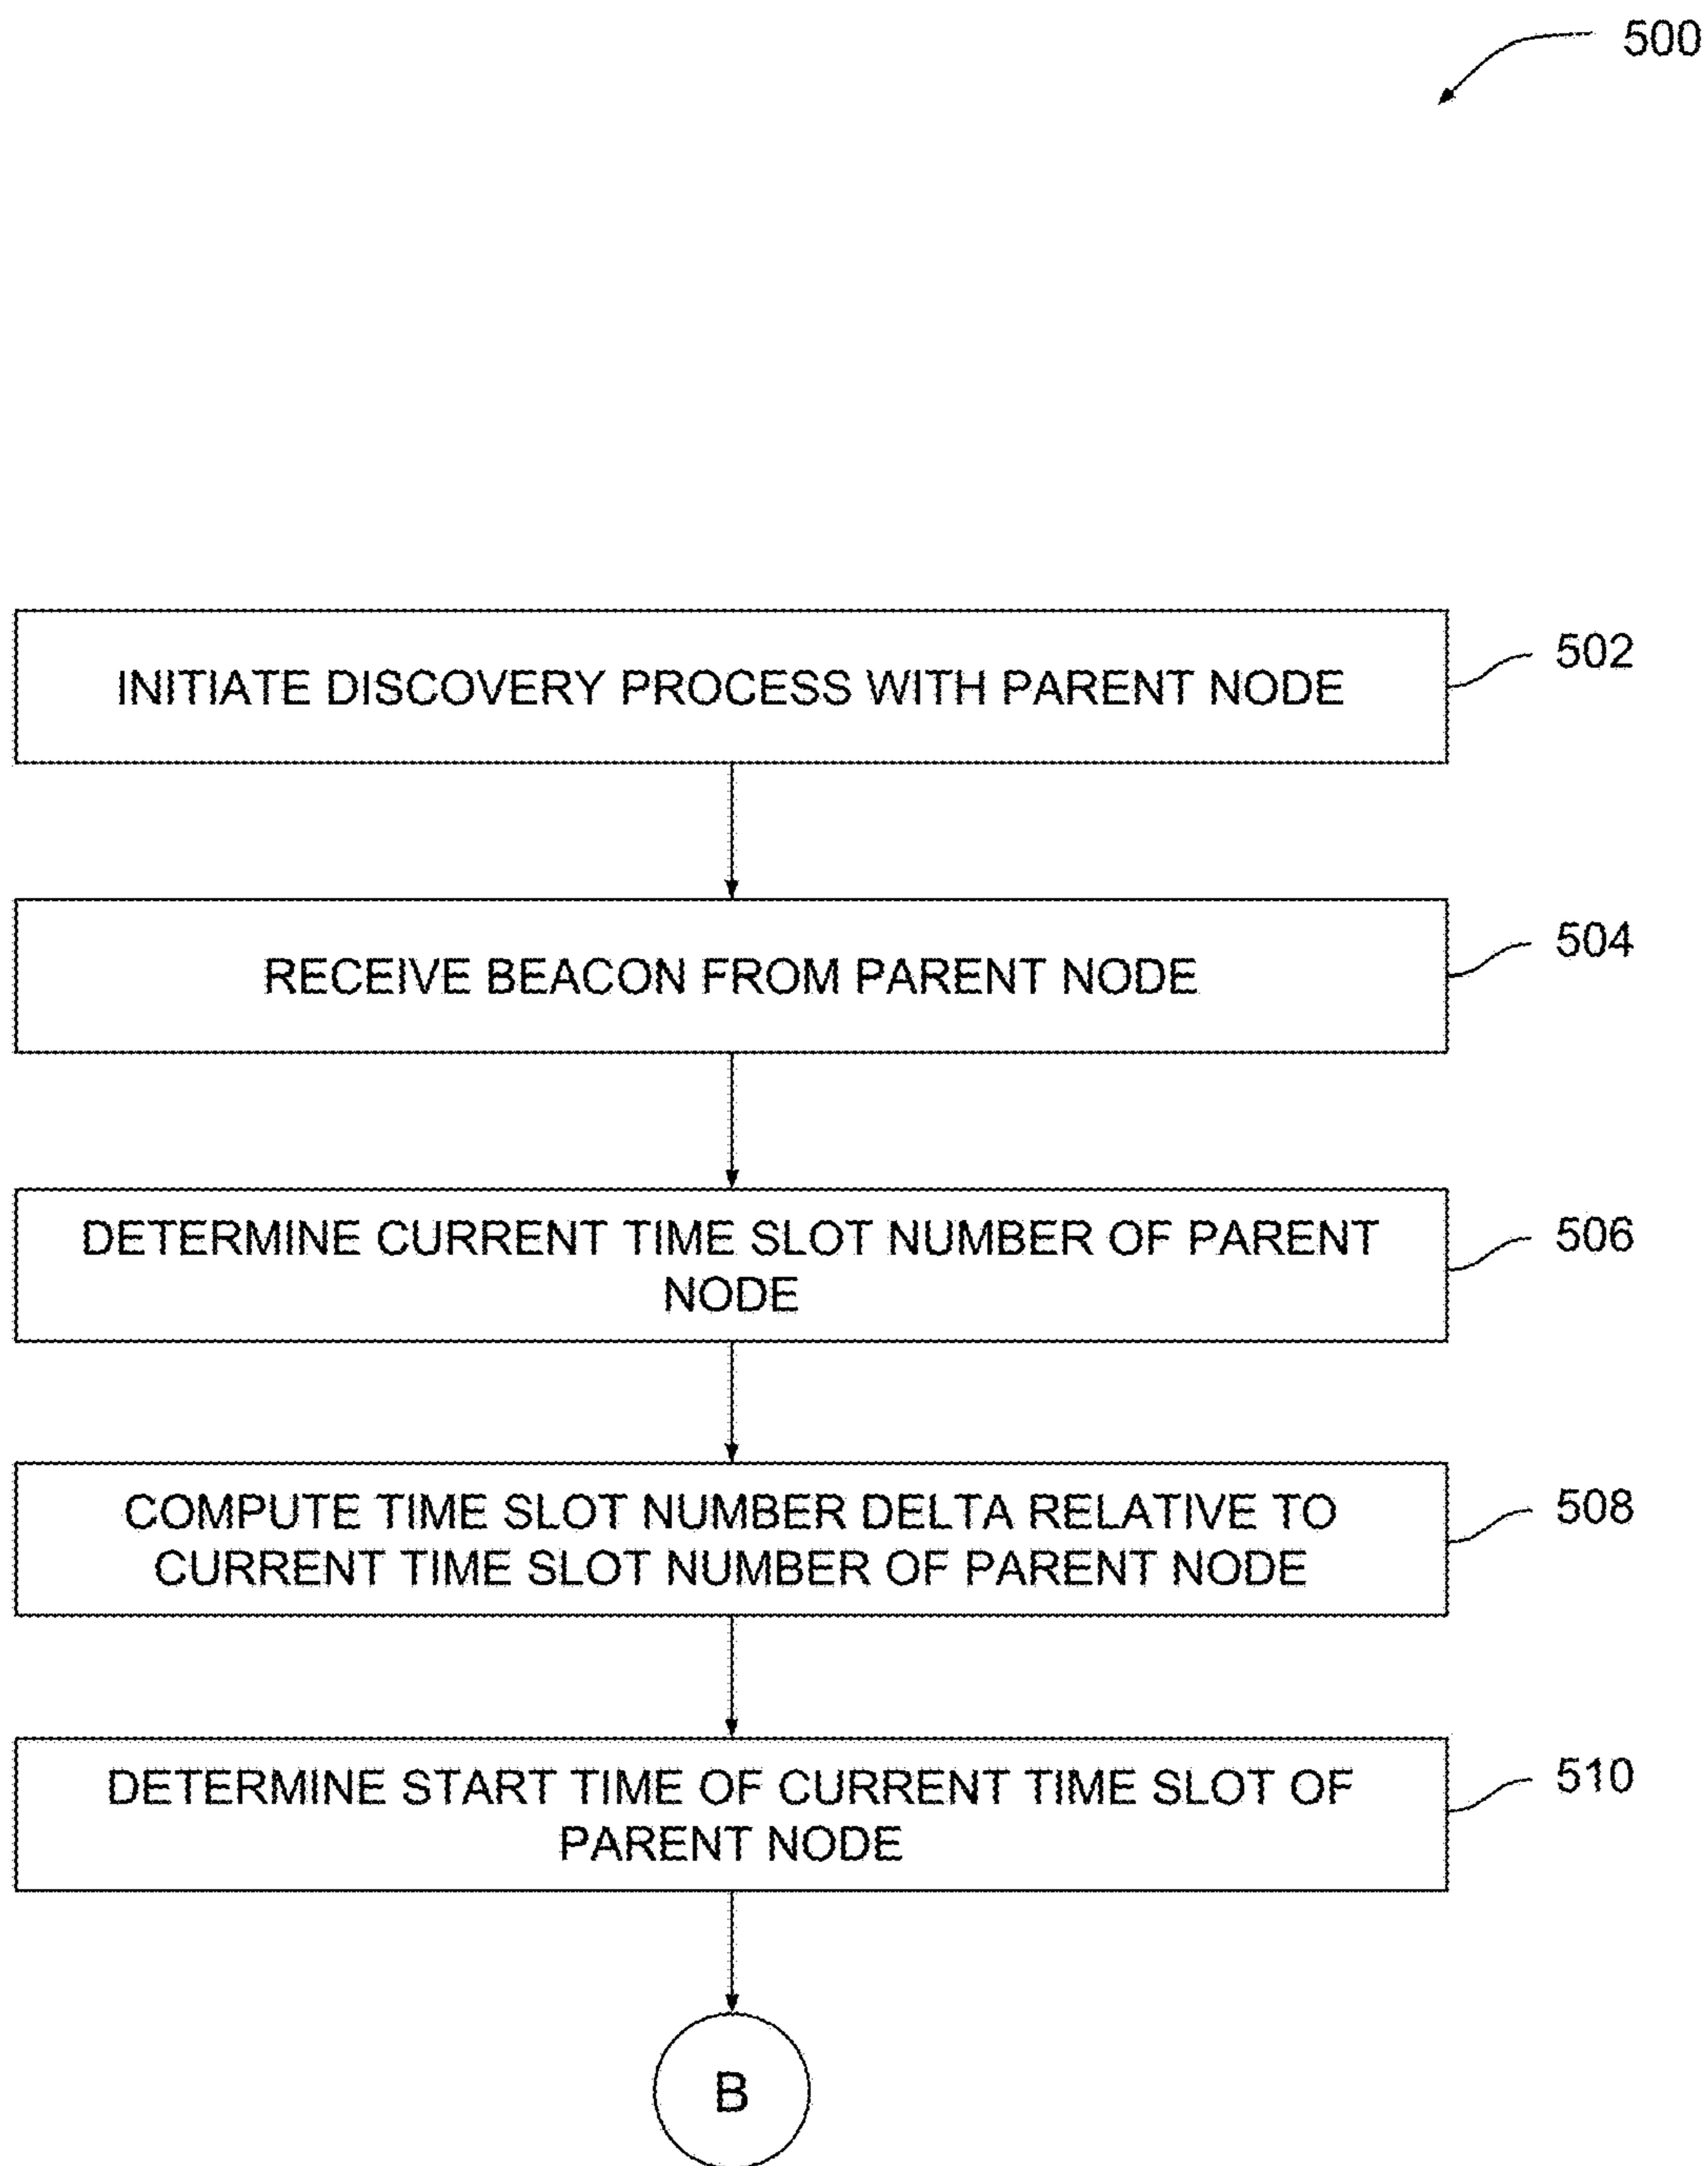 500
INITIATE DISCOVERY PROCESS WITH PARENT NODE
502
RECEIVE BEACON FROM PARENT NODE
504
DETERMINE CURRENT TIME SLOT NUMBER OF PARENT
NODE
506
COMPUTE TIME SLOT NUMBER DELTA RELATIVE TO
CURRENT TIME SLOT NUMBER OF PARENT NODE
508
DETERMINE START TIME OF CURRENT TIME SLOT OF
PARENT NODE
510
B